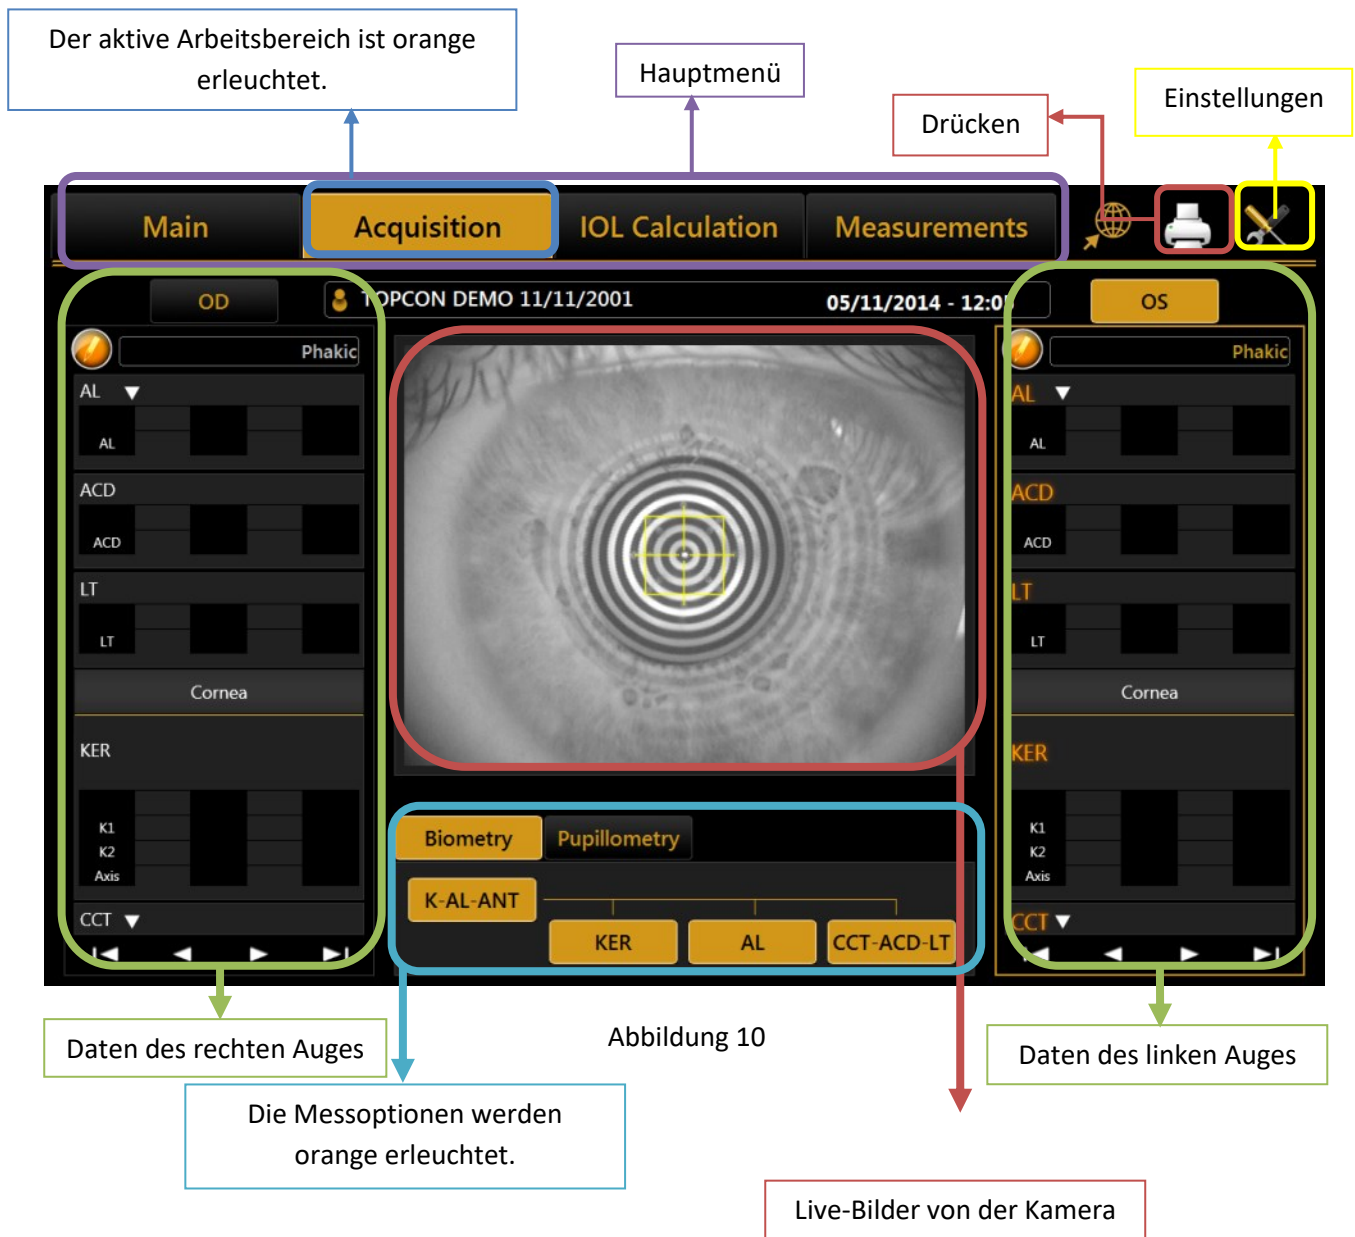 Der aktive Arbeitsbereich ist orange
erleuchtet.
Hauptmenü
Drücken
Einstellungen
Main
Acquisition
IOL Calculation
Measurements
OD
TOPCON DEMO 11/11/2001
05/11/2014 - 12:05
OS
Phakic
AL
AL
ACD
ACD
LT
LT
Cornea
KER
K1
K2
Axis
CCT
Biometry
Pupillometry
K-AL-ANT
KER
AL
CCT-ACD-LT
Phakic
AL
AL
ACD
ACD
LT
LT
Cornea
KER
K1
K2
Axis
CCT
Daten des rechten Auges
Abbildung 10
Daten des linken Auges
Die Messoptionen werden
orange erleuchtet.
Live-Bilder von der Kamera